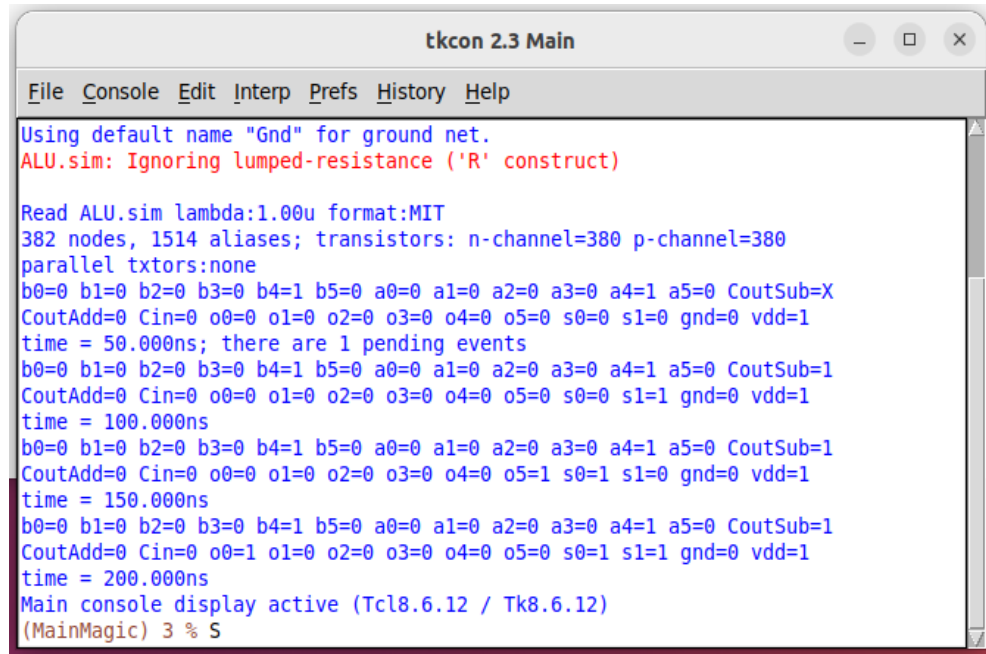 tkcon 2.3 Main
File Console Edit Interp Prefs History Help
Using default name "Gnd" for ground net.
ALU.sim: Ignoring lumped-resistance ('R' construct)
Read ALU.sim lambda:1.00u format:MIT
382 nodes, 1514 aliases; transistors: n-channel=380 p-channel=380
parallel txtors:none
b0=0 b1=0 b2=0 b3=0 b4=1 b5=0 a0=0 a1=0 a2=0 a3=0 a4=1 a5=0 CoutSub=X
CoutAdd=0 Cin=0 o0=0 o1=0 o2=0 o3=0 o4=0 o5=0 s0=0 s1=0 gnd=0 vdd=1
time = 50.000ns; there are 1 pending events
b0=0 b1=0 b2=0 b3=0 b4=1 b5=0 a0=0 a1=0 a2=0 a3=0 a4=1 a5=0 CoutSub=1
CoutAdd=0 Cin=0 o0=0 o1=0 o2=0 o3=0 o4=0 o5=0 s0=0 s1=1 gnd=0 vdd=1
time = 100.000ns
b0=0 b1=0 b2=0 b3=0 b4=1 b5=0 a0=0 a1=0 a2=0 a3=0 a4=1 a5=0 CoutSub=1
CoutAdd=0 Cin=0 o0=0 o1=0 o2=0 o3=0 o4=0 o5=1 s0=1 s1=0 gnd=0 vdd=1
time = 150.000ns
b0=0 b1=0 b2=0 b3=0 b4=1 b5=0 a0=0 a1=0 a2=0 a3=0 a4=1 a5=0 CoutSub=1
CoutAdd=0 Cin=0 o0=1 o1=0 o2=0 o3=0 o4=0 o5=0 s0=1 s1=1 gnd=0 vdd=1
time = 200.000ns
Main console display active (Tcl8.6.12 / Tk8.6.12)
(MainMagic) 3 % S